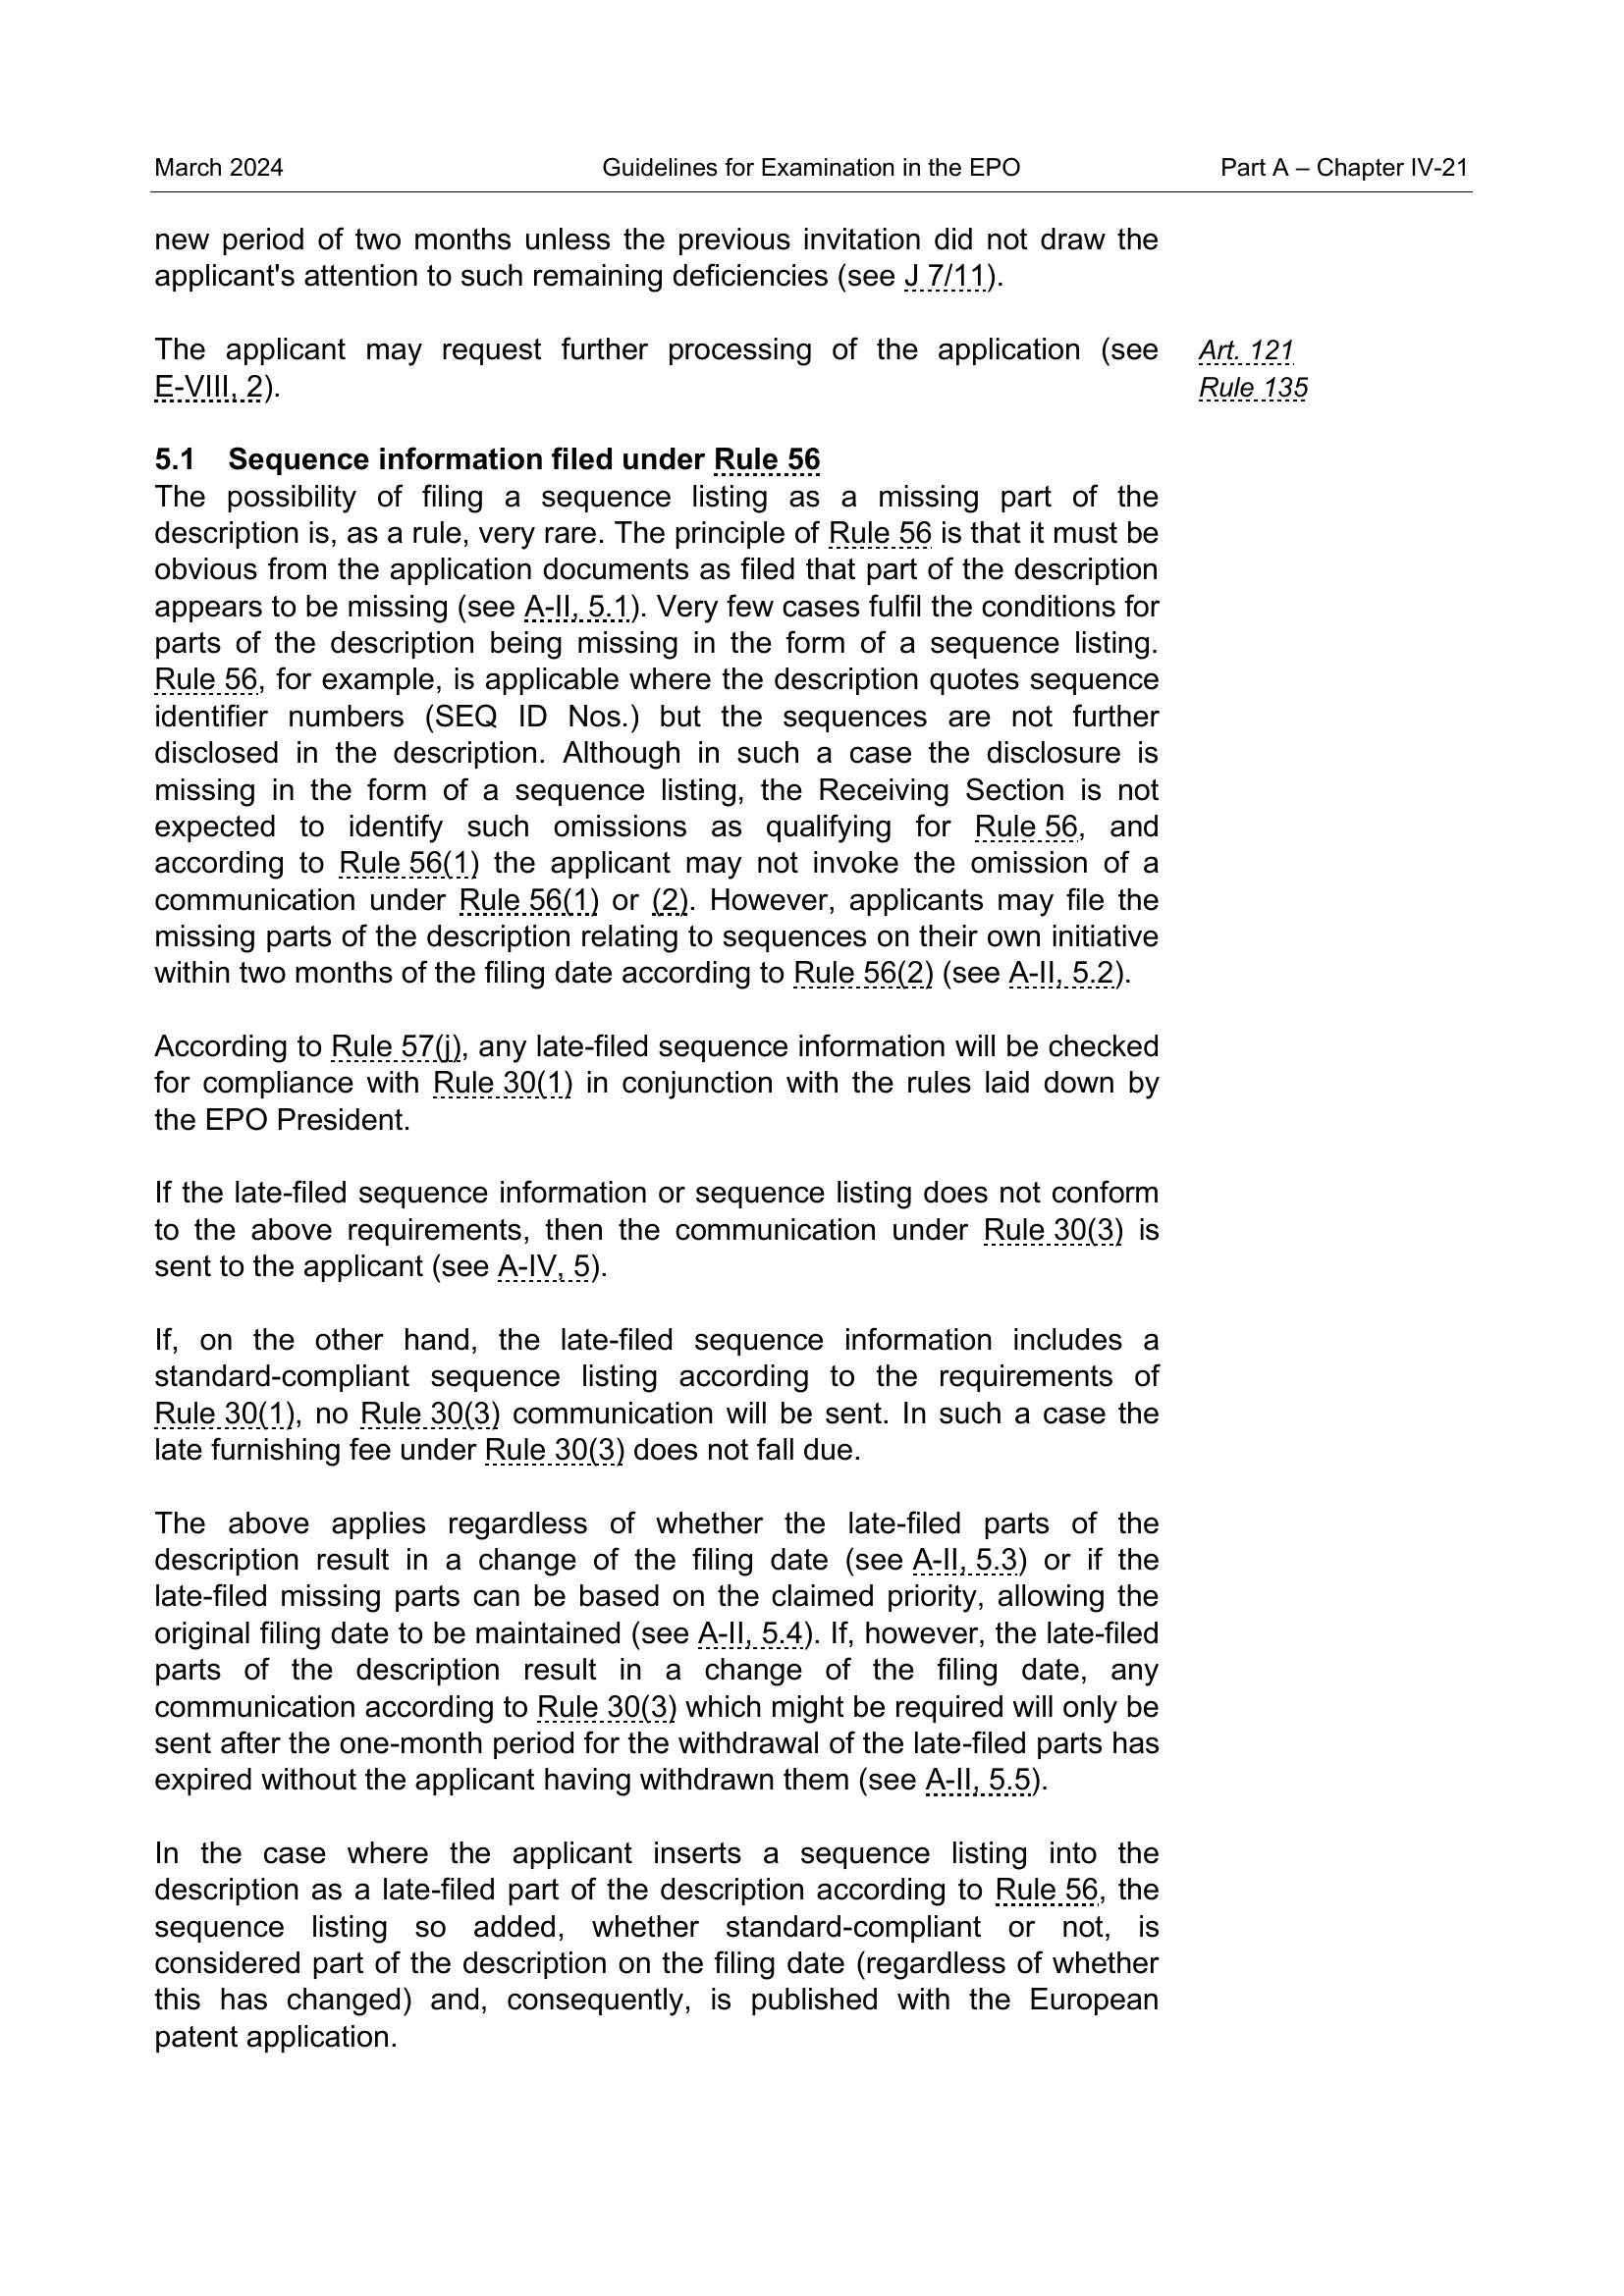 March 2024 Guidelines for Examination in the EPO Part A – Chapter IV-21
new period of two months unless the previous invitation did not draw the
applicant's attention to such remaining deficiencies (see J 7/11).
The applicant may request further processing of the application (see
E-VIII, 2).
Art. 121
Rule 135
5.1 Sequence information filed under Rule 56
The possibility of filing a sequence listing as a missing part of the
description is, as a rule, very rare. The principle of Rule 56 is that it must be
obvious from the application documents as filed that part of the description
appears to be missing (see A-II, 5.1). Very few cases fulfil the conditions for
parts of the description being missing in the form of a sequence listing.
Rule 56, for example, is applicable where the description quotes sequence
identifier numbers (SEQ ID Nos.) but the sequences are not further
disclosed in the description. Although in such a case the disclosure is
missing in the form of a sequence listing, the Receiving Section is not
expected to identify such omissions as qualifying for Rule 56, and
according to Rule 56(1) the applicant may not invoke the omission of a
communication under Rule 56(1) or (2). However, applicants may file the
missing parts of the description relating to sequences on their own initiative
within two months of the filing date according to Rule 56(2) (see A-II, 5.2).
According to Rule 57(j), any late-filed sequence information will be checked
for compliance with Rule 30(1) in conjunction with the rules laid down by
the EPO President.
If the late-filed sequence information or sequence listing does not conform
to the above requirements, then the communication under Rule 30(3) is
sent to the applicant (see A-IV, 5).
If, on the other hand, the late-filed sequence information includes a
standard-compliant sequence listing according to the requirements of
Rule 30(1), no Rule 30(3) communication will be sent. In such a case the
late furnishing fee under Rule 30(3) does not fall due.
The above applies regardless of whether the late-filed parts of the
description result in a change of the filing date (see A-II, 5.3) or if the
late-filed missing parts can be based on the claimed priority, allowing the
original filing date to be maintained (see A-II, 5.4). If, however, the late-filed
parts of the description result in a change of the filing date, any
communication according to Rule 30(3) which might be required will only be
sent after the one-month period for the withdrawal of the late-filed parts has
expired without the applicant having withdrawn them (see A-II, 5.5).
In the case where the applicant inserts a sequence listing into the
description as a late-filed part of the description according to Rule 56, the
sequence listing so added, whether standard-compliant or not, is
considered part of the description on the filing date (regardless of whether
this has changed) and, consequently, is published with the European
patent application.